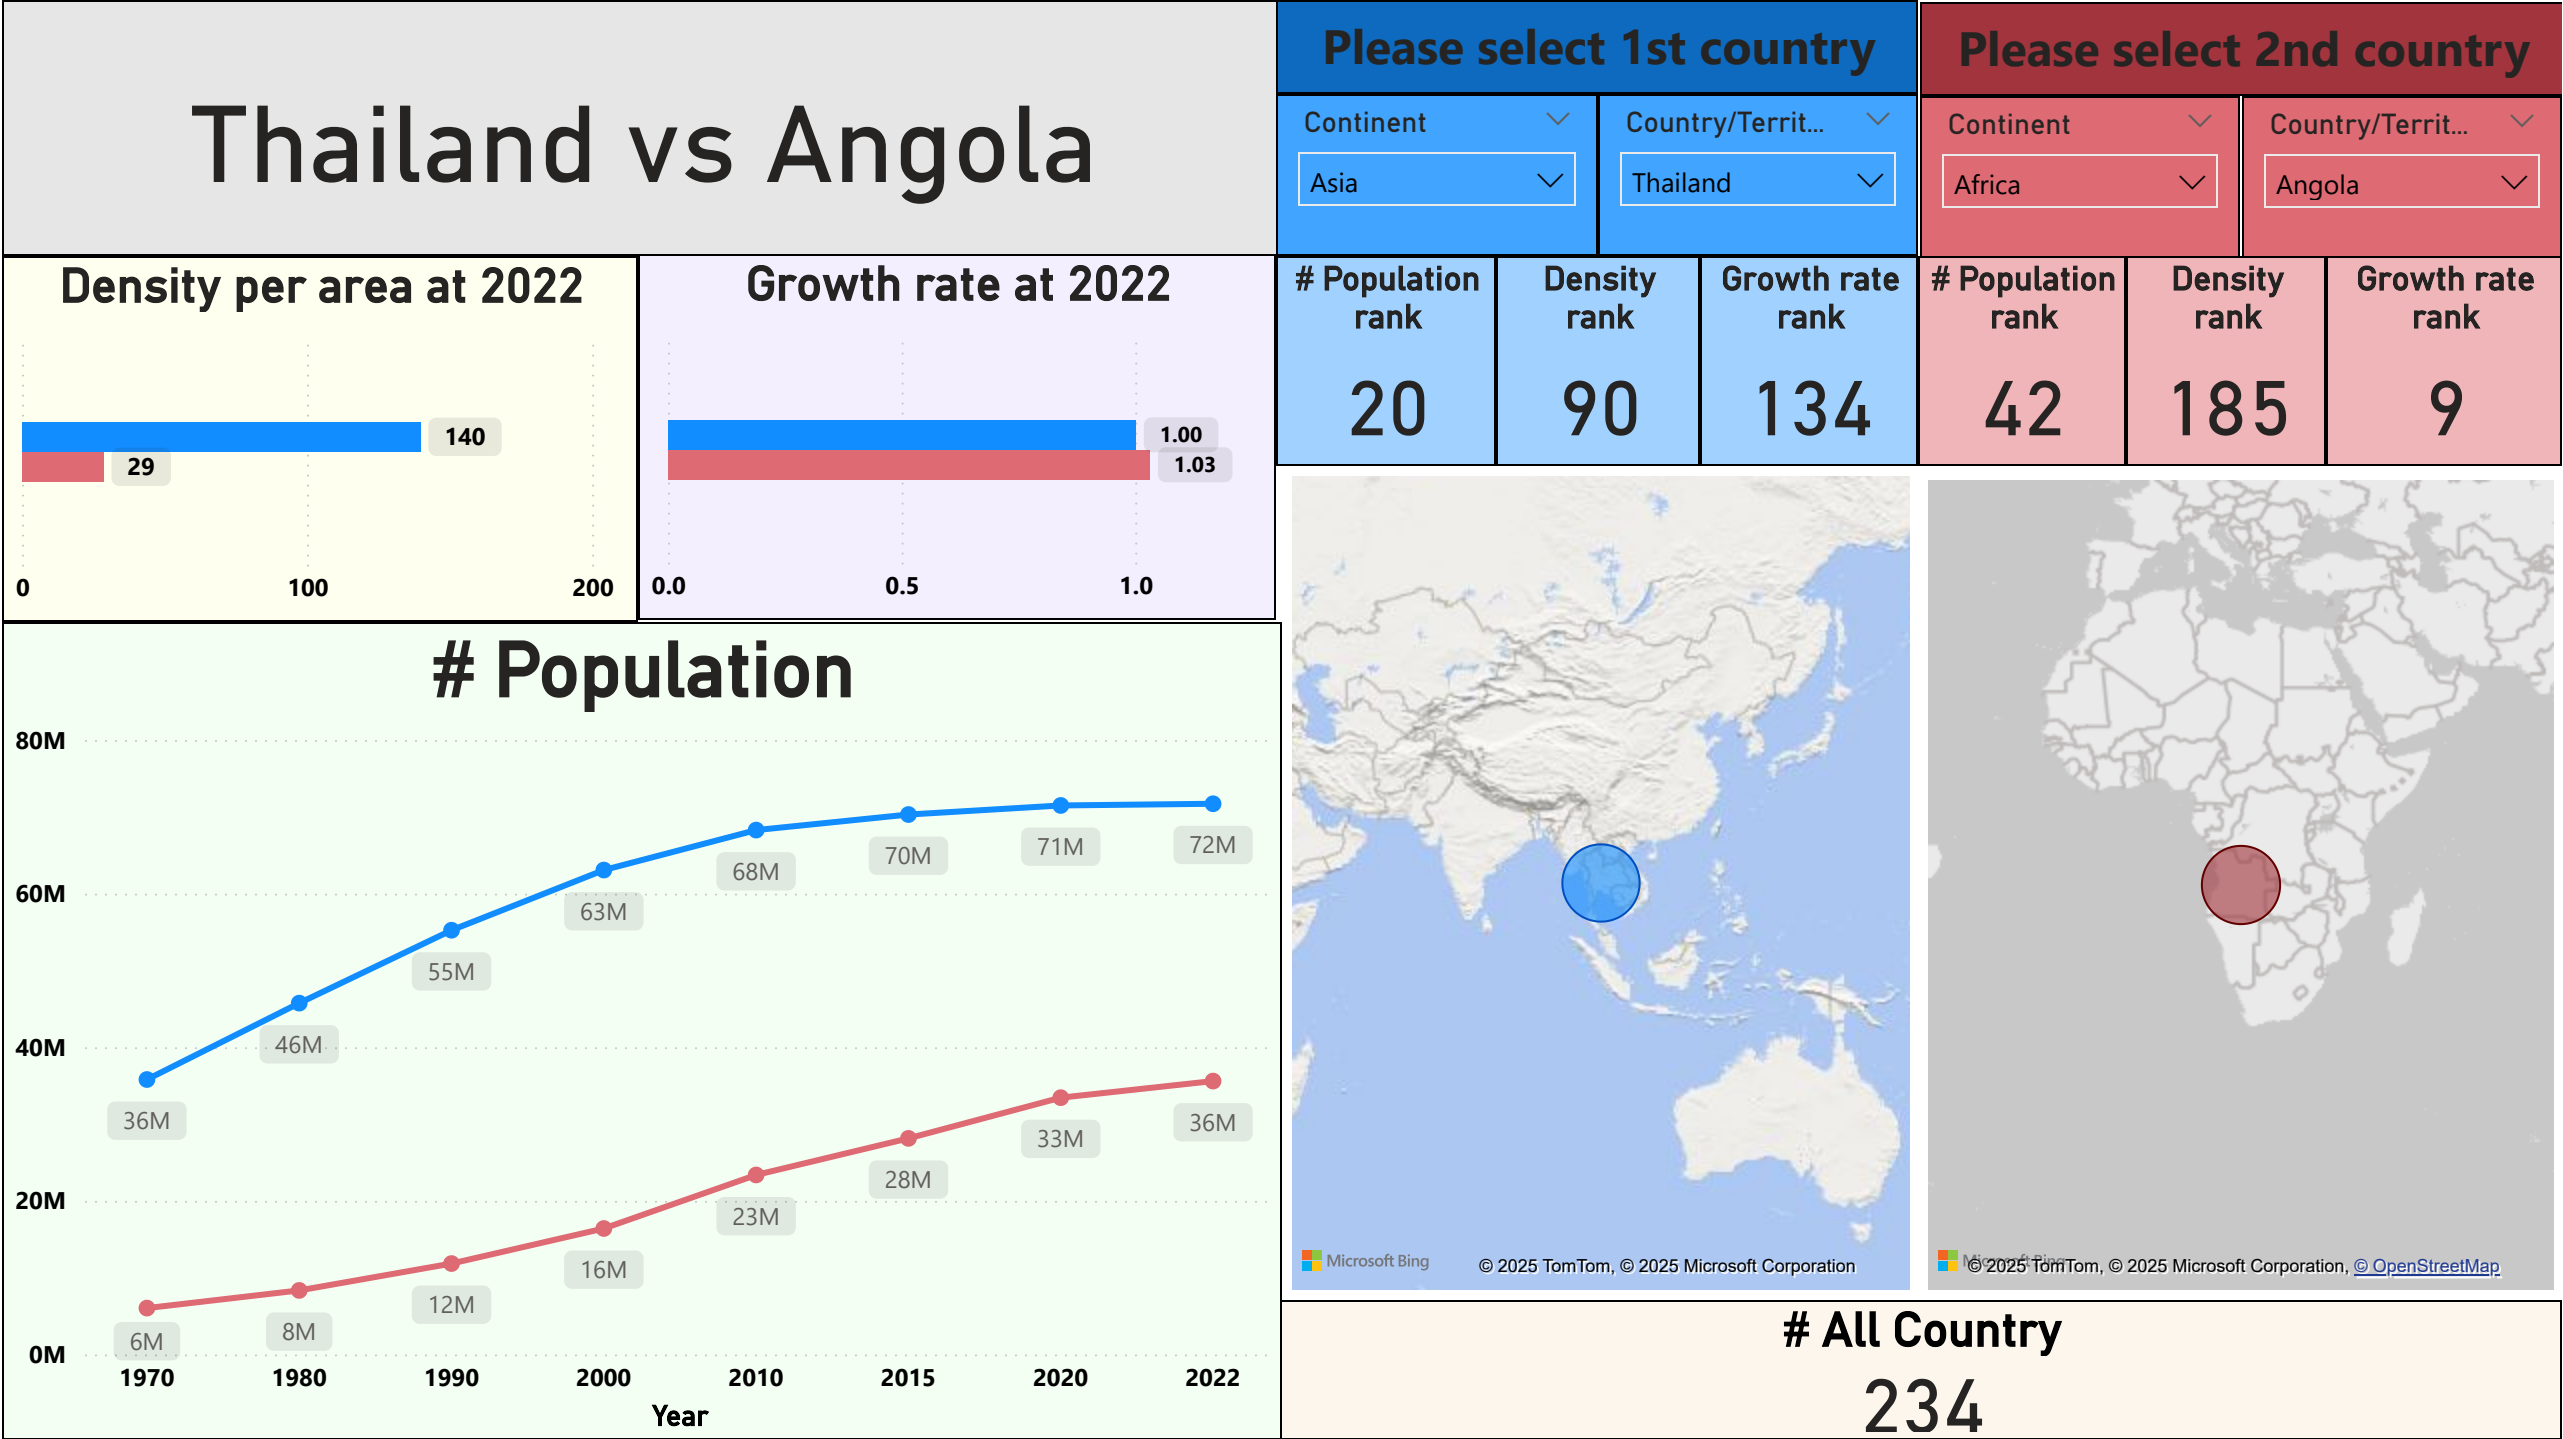 Thailand vs Angola
Please select 1st country
Continent
Asia
Country/Territ...
Thailand
Please select 2nd country
Continent
Africa
Country/Territ...
Angola
Density per area at 2022
140
29
0
100
200
Growth rate at 2022
1.00
1.03
0.0
0.5
1.0
# Population
rank
20
Density
rank
90
Growth rate
rank
134
# Population
rank
42
Density
rank
185
Growth rate
rank
9
# Population
80M
60M
40M
20M
0M
36M
46M
55M
63M
68M
70M
71M
72M
6M
8M
12M
16M
23M
28M
33M
36M
1970
1980
1990
2000
2010
2015
2020
2022
Year
Microsoft Bing
© 2025 TomTom, © 2025 Microsoft Corporation
Microsoft Bing
© 2025 TomTom, © 2025 Microsoft Corporation, © OpenStreetMap
# All Country
234